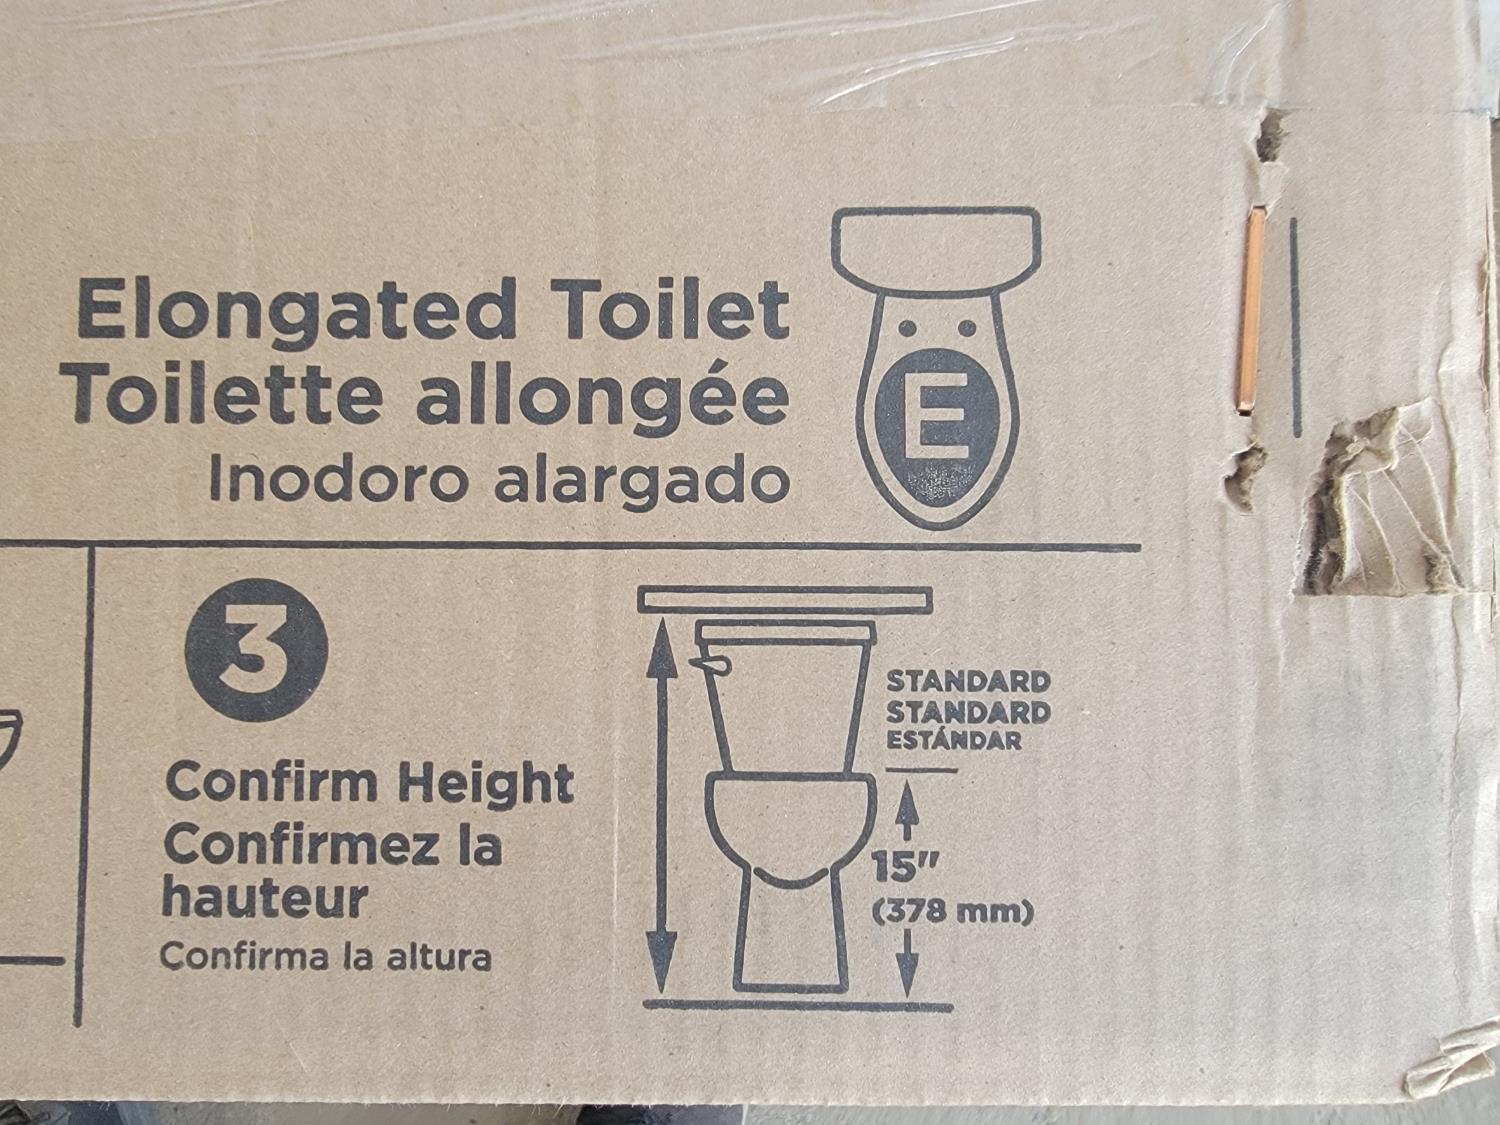 Elongated Toilet
Toilette allongée
Inodoro alargado
E
3
Confirm Height
Confirmez la
hauteur
Confirma la altura
STANDARD
STANDARD
ESTÁNDAR
15"
(378 mm)